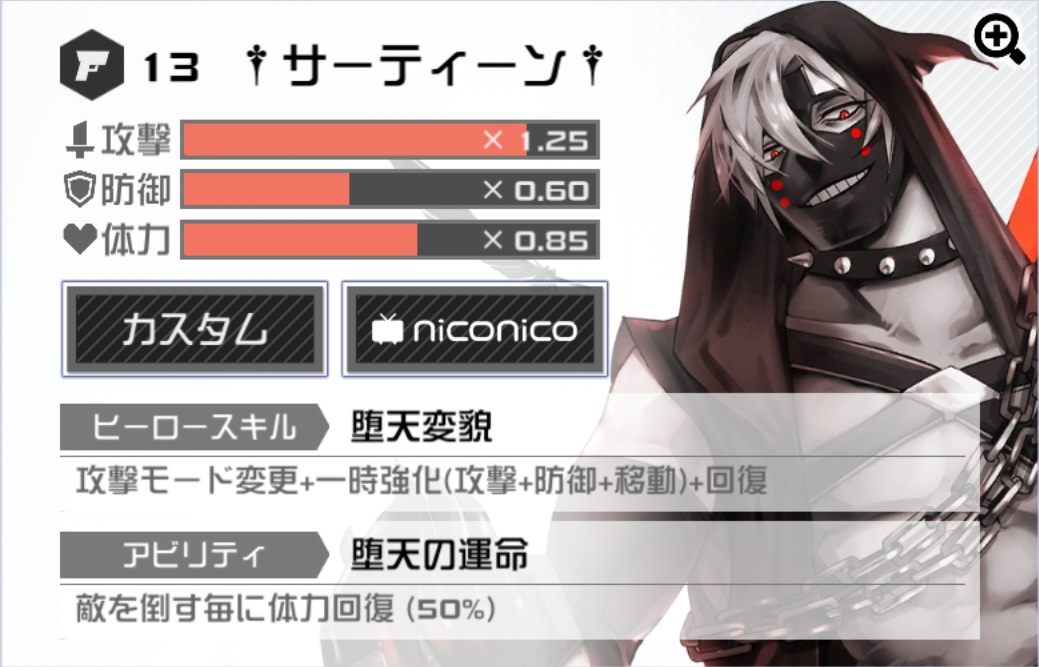 F 13 †サーティーン†
攻撃 × 1.25
防御 × 0.60
体力 × 0.85
カスタム niconico
ヒーロースキル 堕天変貌
攻撃モード変更+一時強化(攻撃+防御+移動)+回復
アビリティ 堕天の運命
敵を倒す毎に体力回復 (50%)